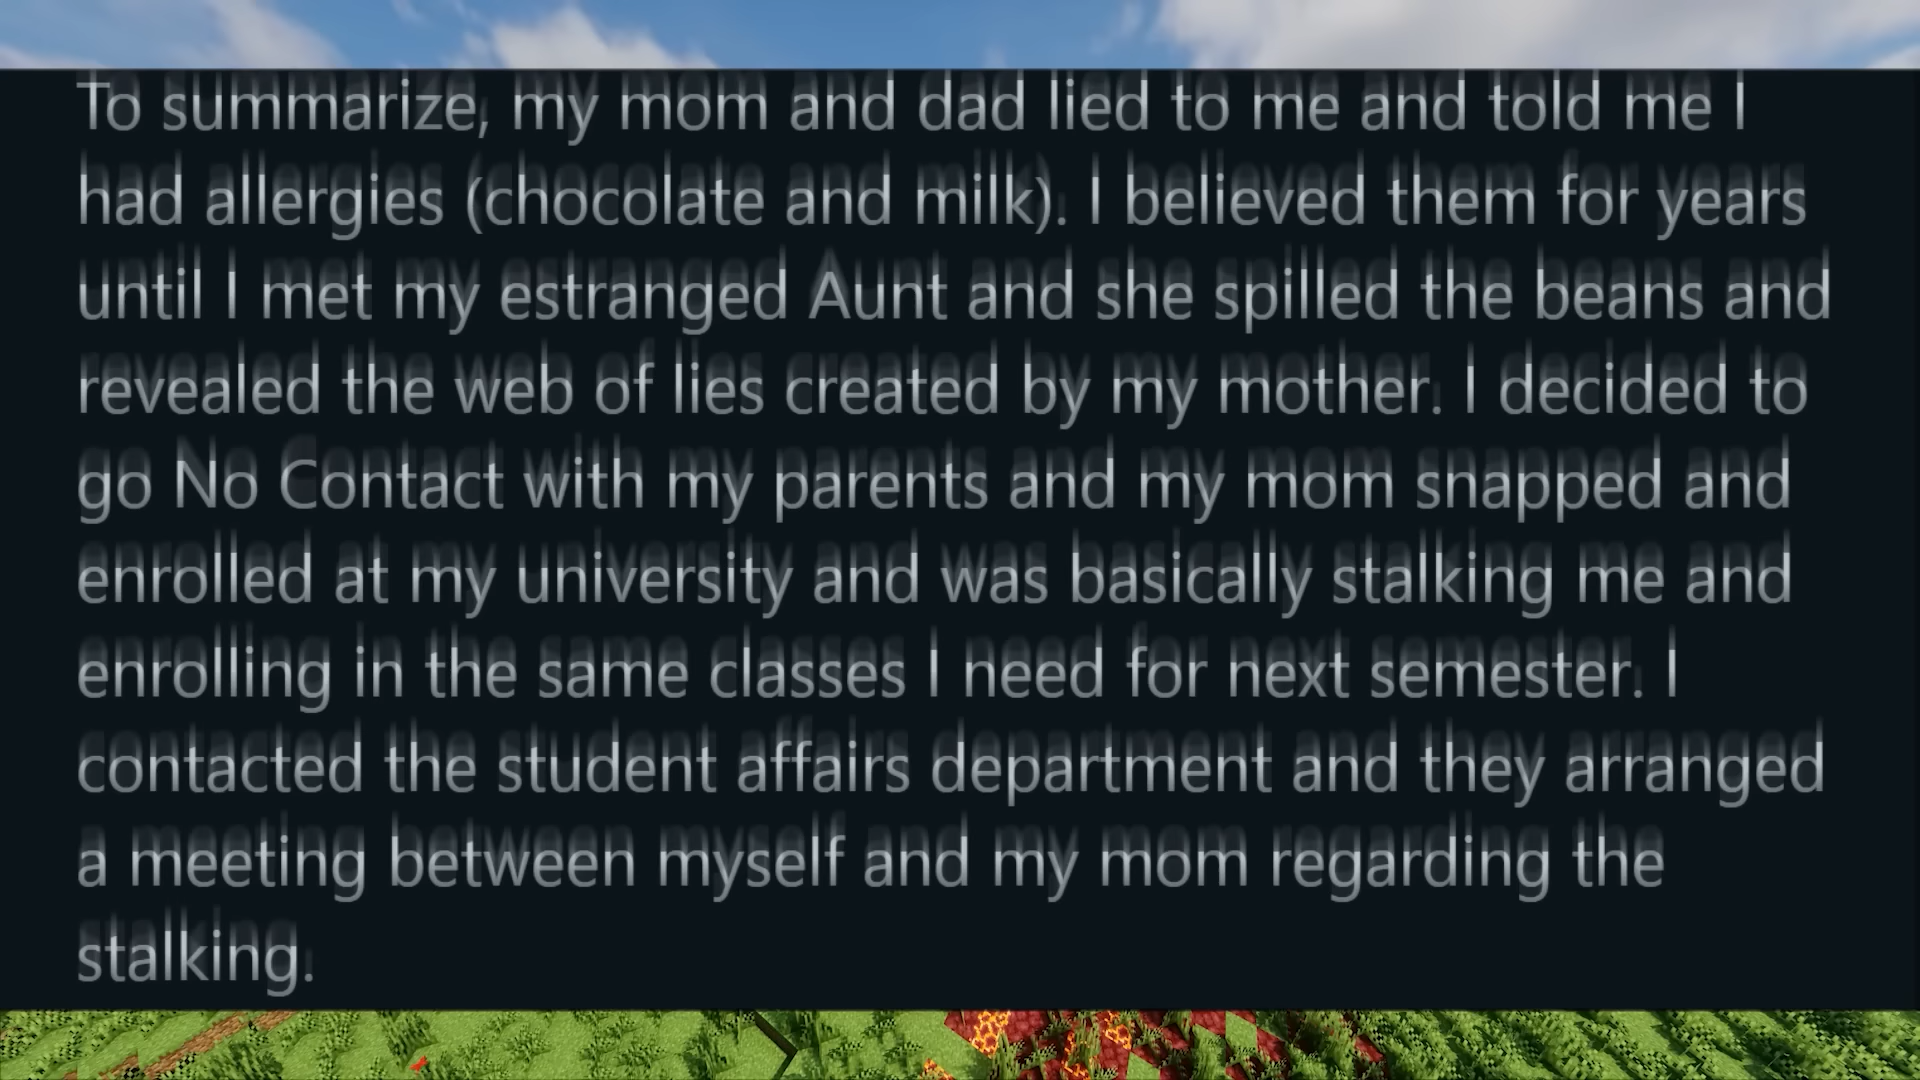 To summarize, my mom and dad lied to me and told me I
had allergies (chocolate and milk). I believed them for years
until I met my estranged Aunt and she spilled the beans and
revealed the web of lies created by my mother. I decided to
go No Contact with my parents and my mom snapped and
enrolled at my university and was basically stalking me and
enrolling in the same classes I need for next semester. I
contacted the student affairs department and they arranged
a meeting between myself and my mom regarding the
stalking.